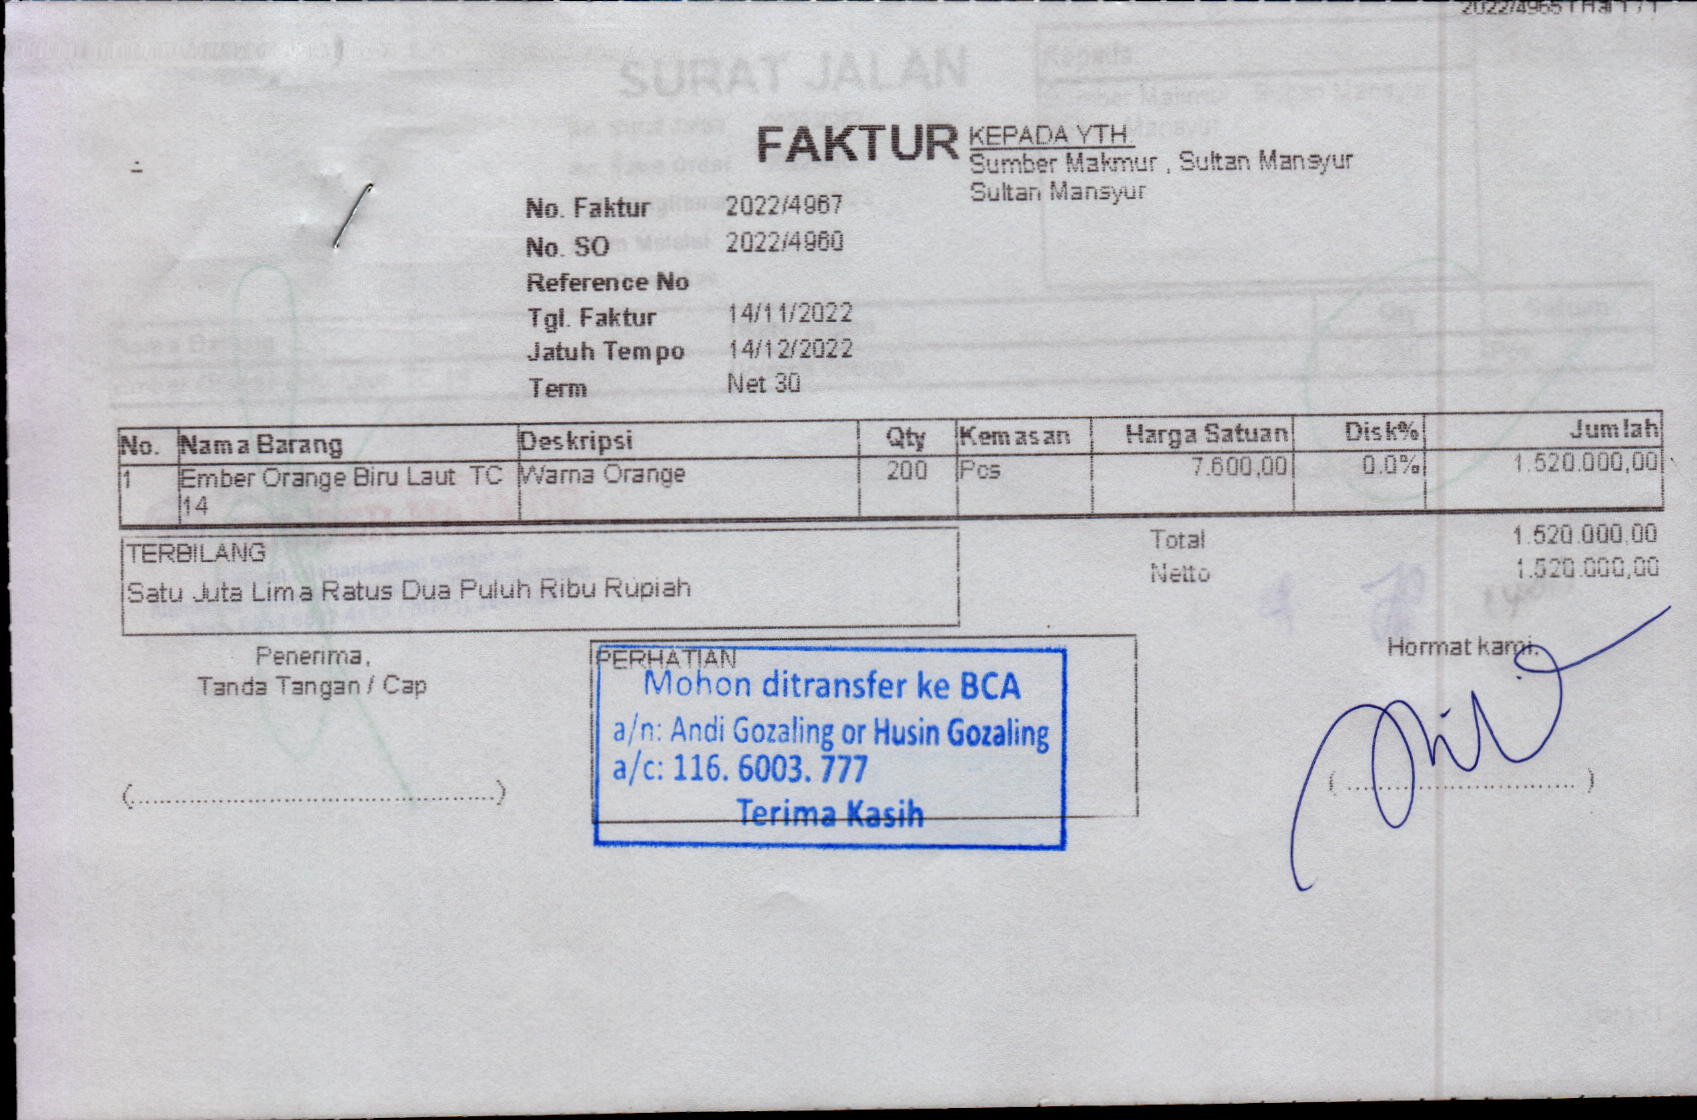 FAKTUR
KEPADA YTH.
Sumber Makmur , Sultan Mansyur
Sultan Mansyur
No. Faktur 2022/4967
No. SO 2022/4960
Reference No
Tgl. Faktur 14/11/2022
Jatuh Tempo 14/12/2022
Term Net 30
No. Nama Barang Deskripsi Qty Kemasan Harga Satuan Disk% Jumlah
1 Ember Orange Biru Laut TC Warna Orange 200 Pcs 7.600,00 0.0% 1.520.000,00
14
TERBILANG
Satu Juta Lima Ratus Dua Puluh Ribu Rupiah
Total 1.520.000,00
Netto 1.520.000,00
Penerima,
Tanda Tangan / Cap
(............................................)
PERHATIAN
Mohon ditransfer ke BCA
a/n: Andi Gozaling or Husin Gozaling
a/c: 116. 6003. 777
Terima Kasih
Hormat kami,
( ............................ )
SURAT JALAN
Kepada
Nama Barang